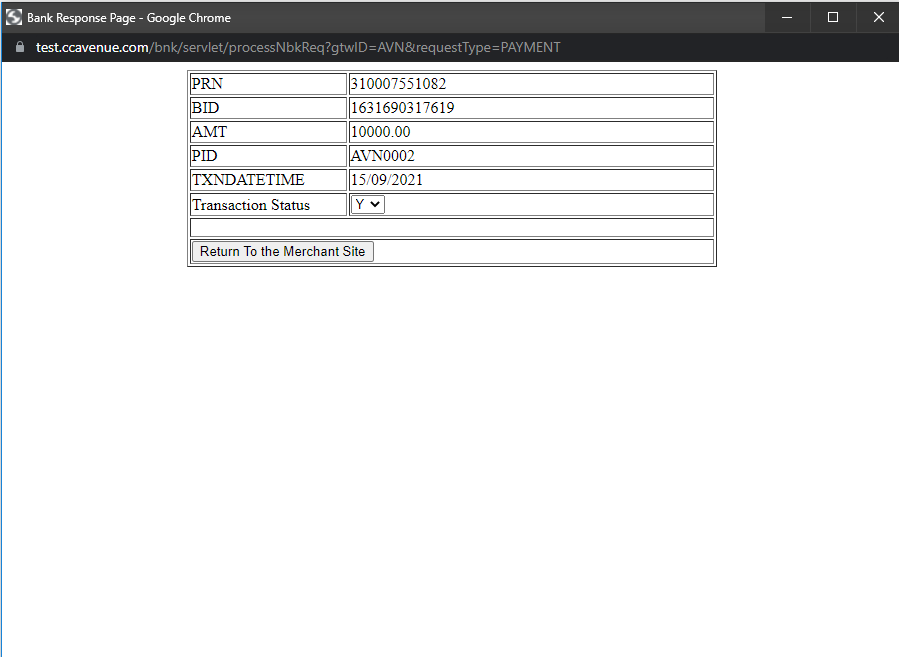 Bank Response Page - Google Chrome
test.ccavenue.com/bnk/servlet/processNbkReq?gtwID=AVN&requestType=PAYMENT
PRN 310007551082
BID 1631690317619
AMT 10000.00
PID AVN0002
TXNDATETIME 15/09/2021
Transaction Status Y
Return To the Merchant Site